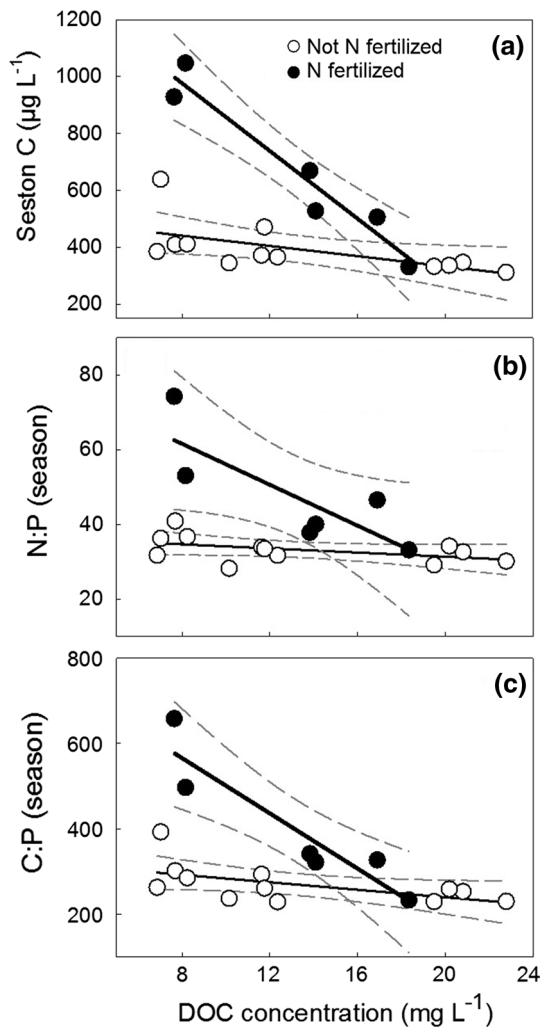 (a)
Not N fertilized
N fertilized
Seston C (µg L⁻¹)
1200
1000
800
600
400
200
(b)
N:P (season)
80
60
40
20
(c)
C:P (season)
800
600
400
200
8 12 16 20 24
DOC concentration (mg L⁻¹)